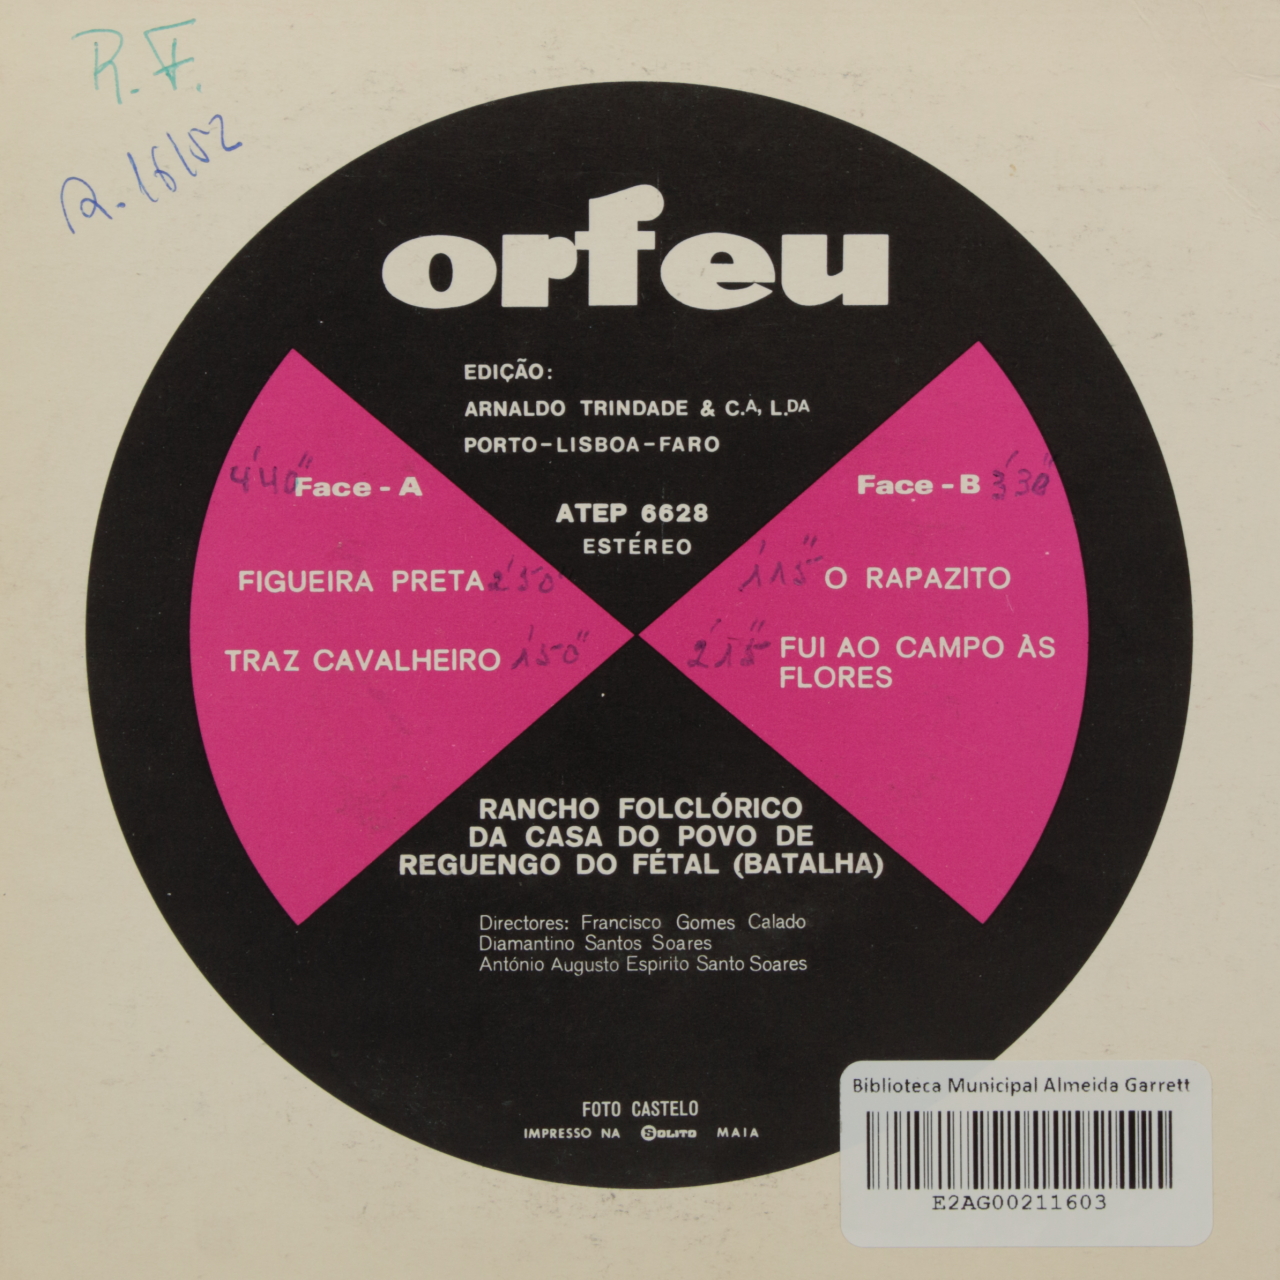 R.F.
R.16152
orfeu
EDIÇÃO:
ARNALDO TRINDADE & C.A, L.DA
PORTO-LISBOA-FARO
4'40" Face - A
Face - B 3'30"
ATEP 6628
ESTÉREO
FIGUEIRA PRETA 2'50"
1'15" O RAPAZITO
TRAZ CAVALHEIRO 1'50"
2'15" FUI AO CAMPO ÀS
FLORES
RANCHO FOLCLÓRICO
DA CASA DO POVO DE
REGUENGO DO FÉTAL (BATALHA)
Directores: Francisco Gomes Calado
Diamantino Santos Soares
António Augusto Espirito Santo Soares
FOTO CASTELO
IMPRESSO NA SOLITO MAIA
Biblioteca Municipal Almeida Garrett
E2AG00211603